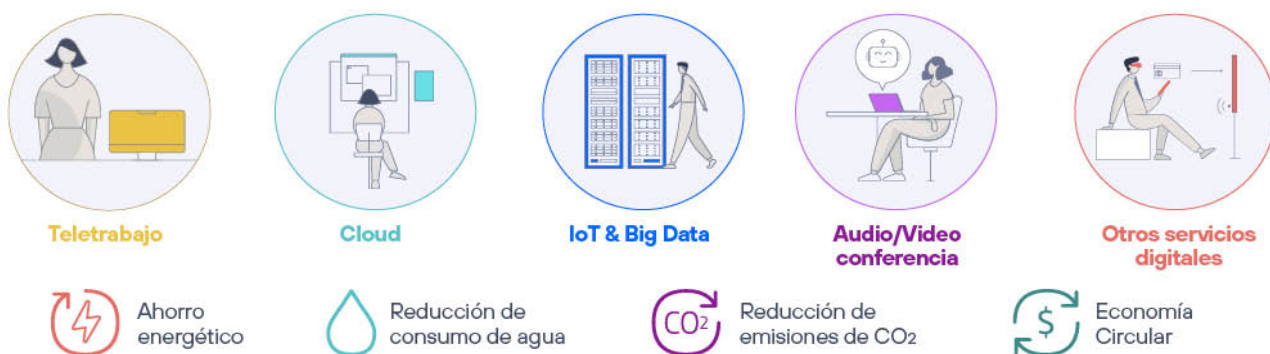 Teletrabajo
Cloud
IoT & Big Data
Audio/Video
conferencia
Otros servicios
digitales
Ahorro
energético
Reducción de
consumo de agua
CO²
Reducción de
emisiones de CO₂
$
Economía
Circular